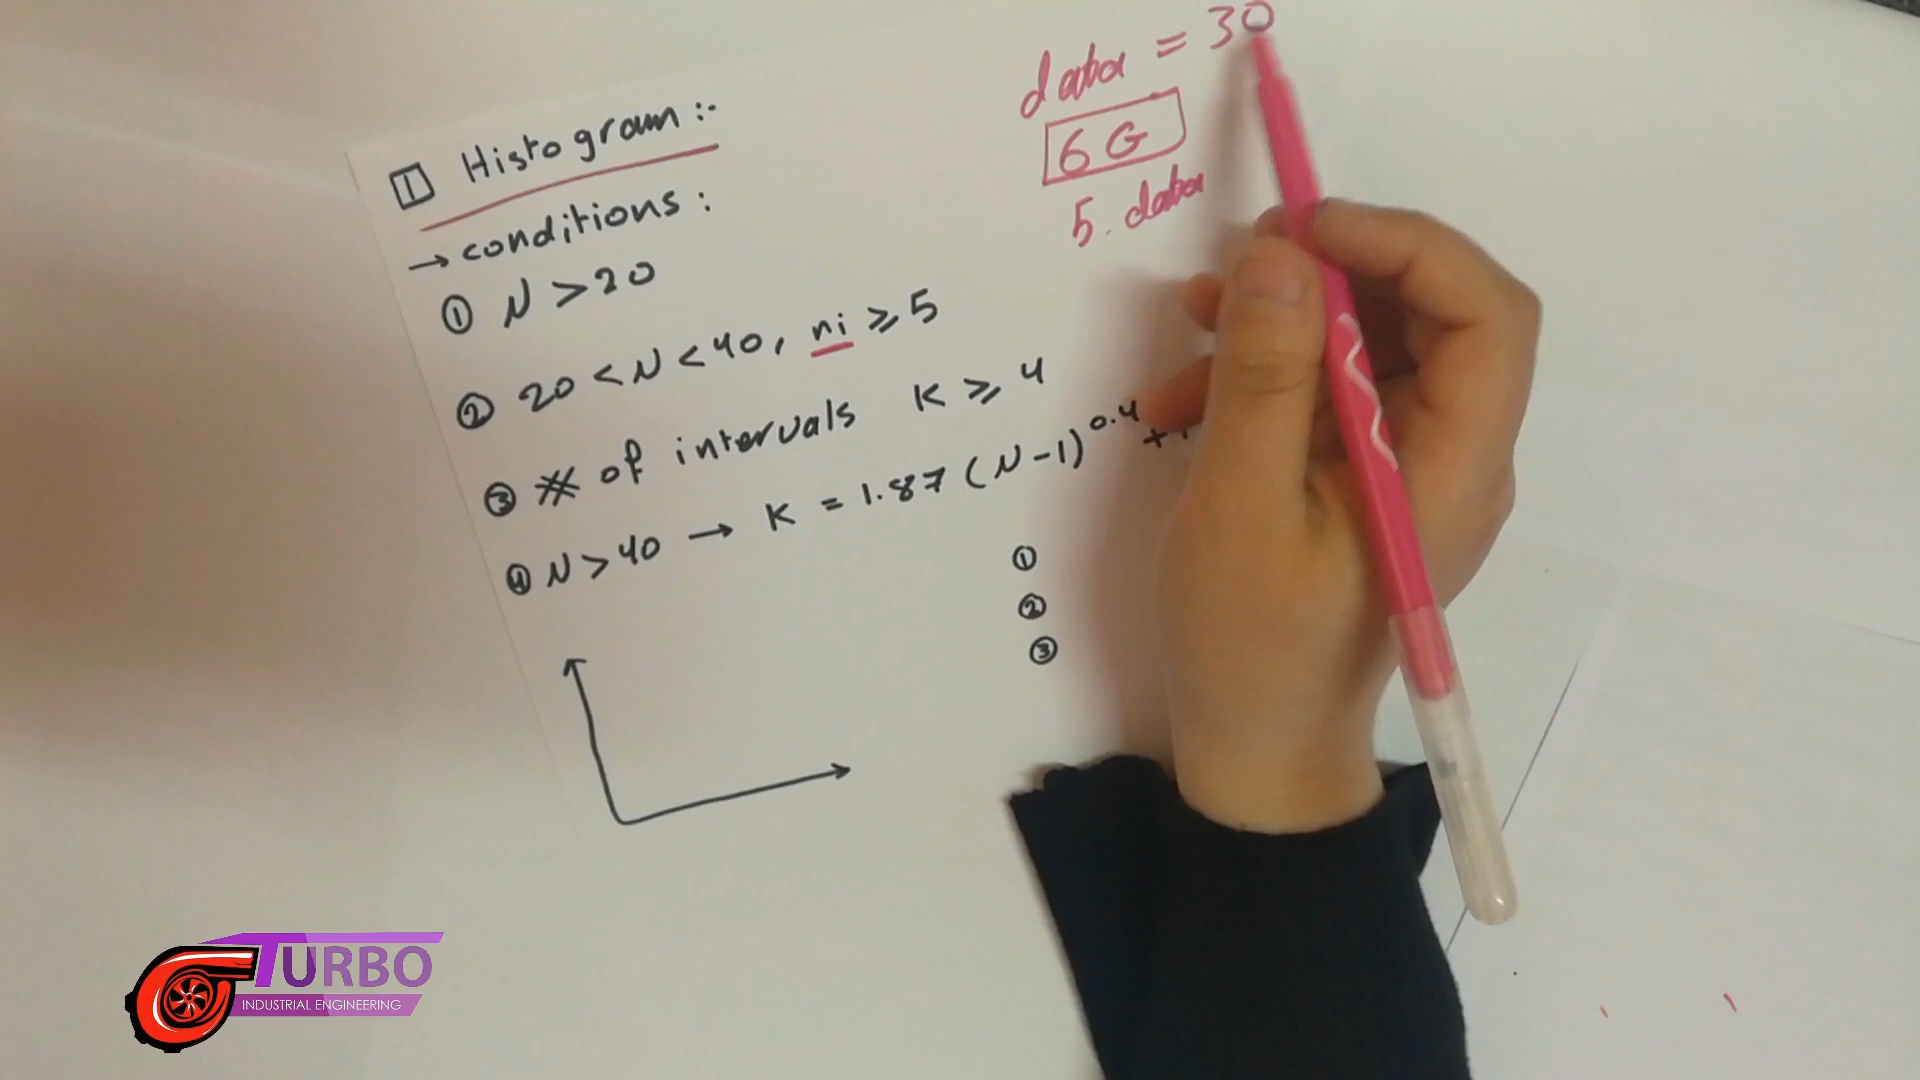 data = 30
6 G
5. data
1 Histogram :-
→ conditions :
① N > 20
② 20 < N < 40, ni ≥ 5
③ # of intervals K ≥ 4
④ N > 40 → K = 1.87 (N-1)^0.4 +
①
②
③
TURBO
INDUSTRIAL ENGINEERING